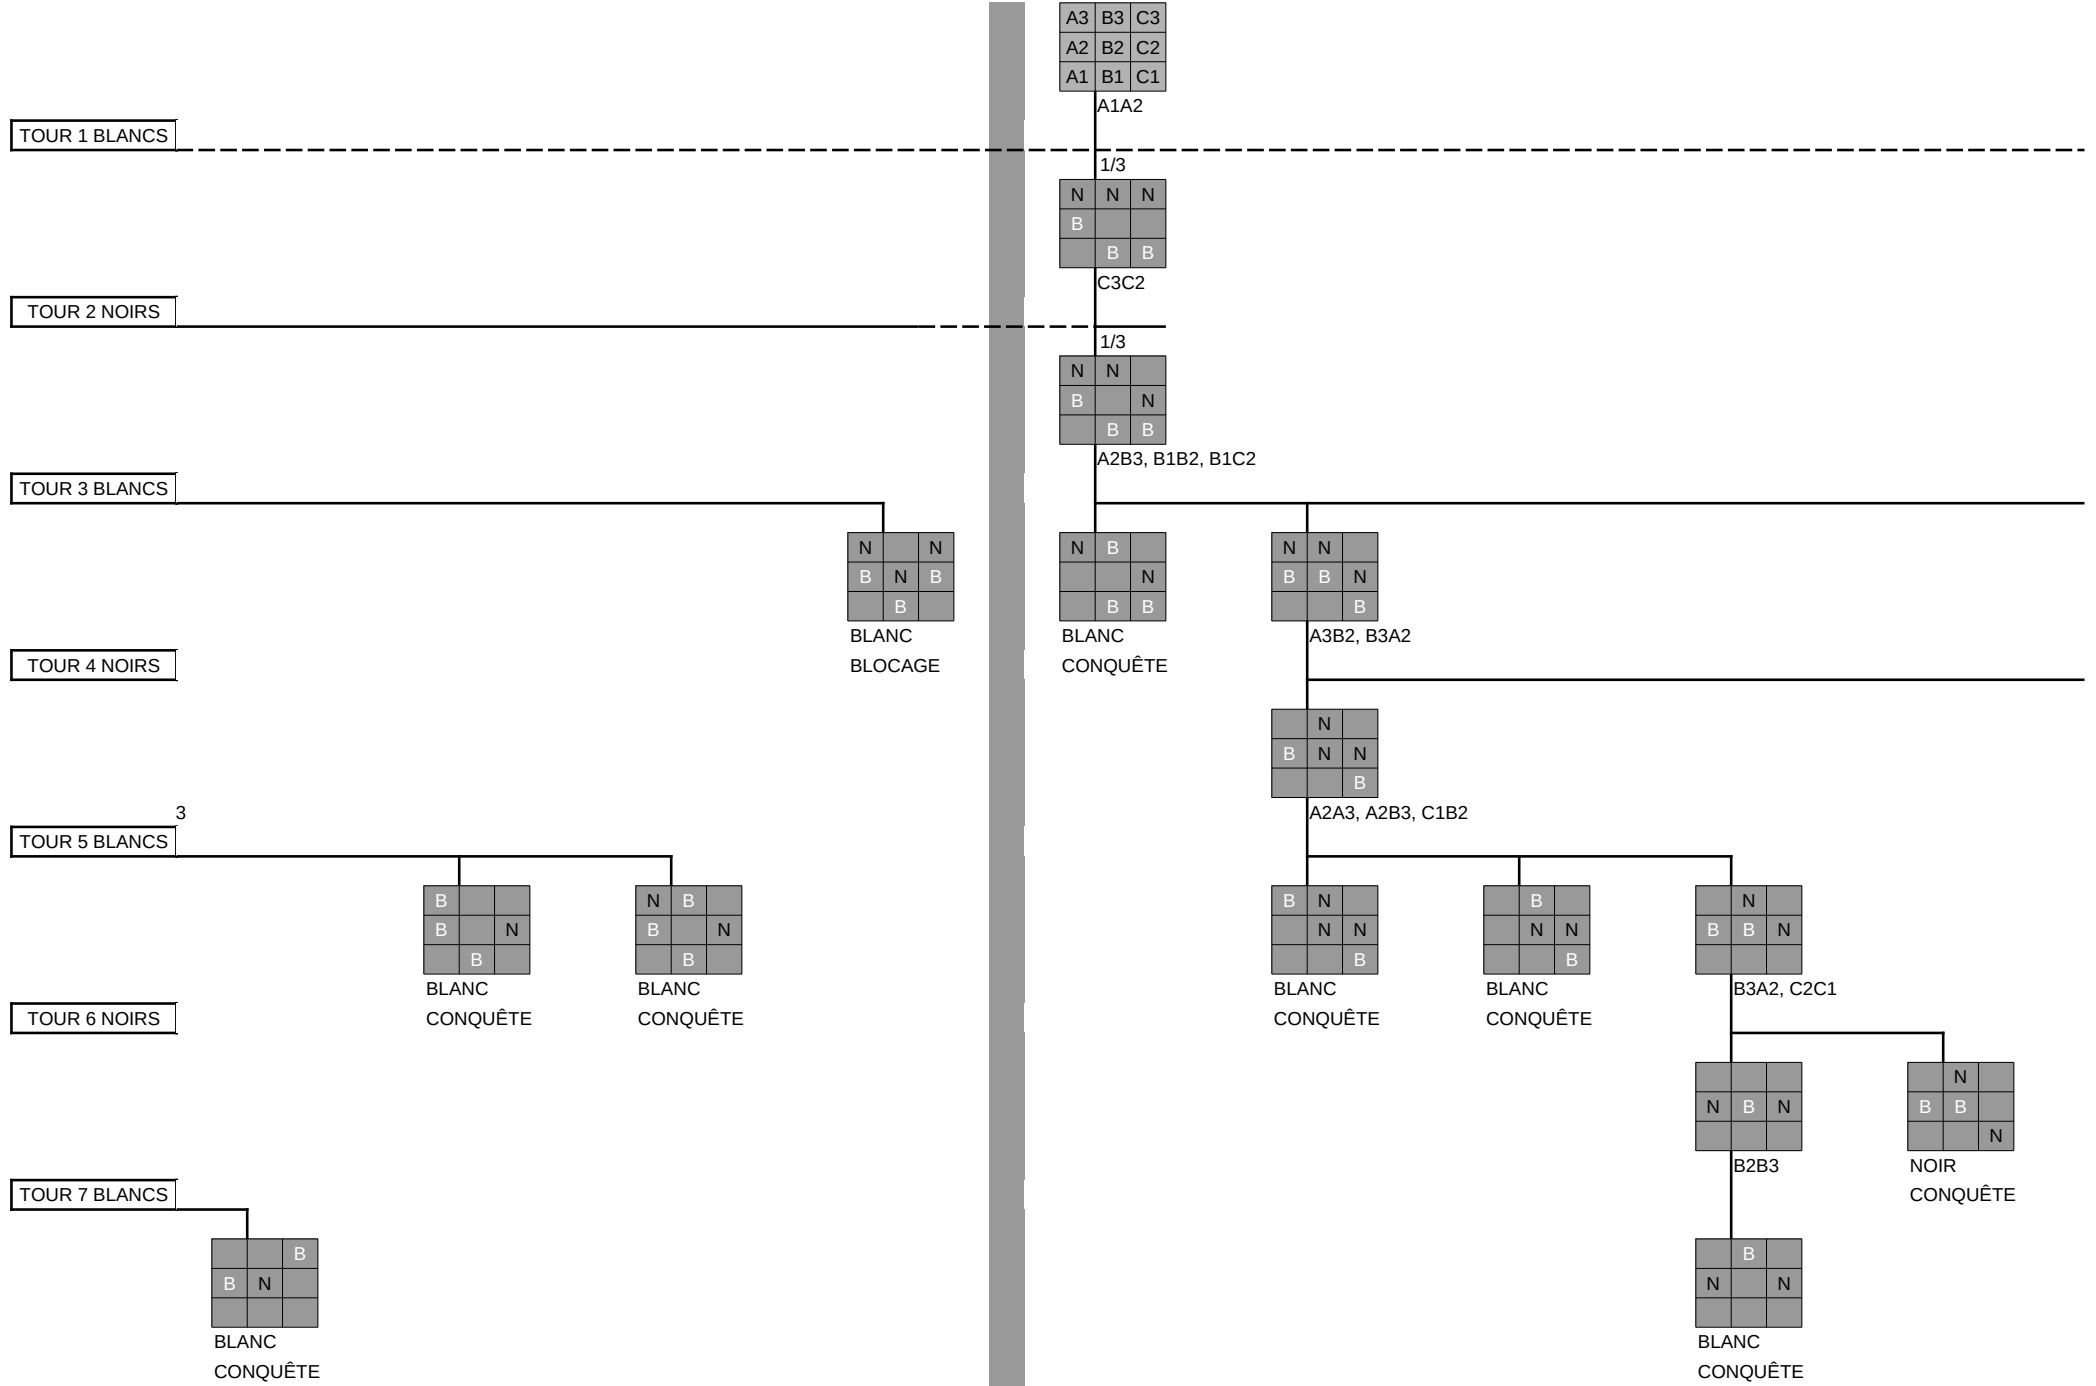 A3 B3 C3
A2 B2 C2
A1 B1 C1
A1A2
TOUR 1 BLANCS
1/3
N N N
B
B B
C3C2
TOUR 2 NOIRS
1/3
N N
B N
B B
A2B3, B1B2, B1C2
TOUR 3 BLANCS
N N N B N N
B N B N B B N
B B B B
BLANC BLANC A3B2, B3A2
BLOCAGE CONQUÊTE
TOUR 4 NOIRS
N
B N N
B
3 A2A3, A2B3, C1B2
TOUR 5 BLANCS
B N B B N B N
B N B N N N N N B B N
B B B B
BLANC BLANC BLANC BLANC B3A2, C2C1
CONQUÊTE CONQUÊTE CONQUÊTE CONQUÊTE
TOUR 6 NOIRS
N
N B N B B
N
B2B3 NOIR
CONQUÊTE
TOUR 7 BLANCS
B B
B N N N
BLANC BLANC
CONQUÊTE CONQUÊTE